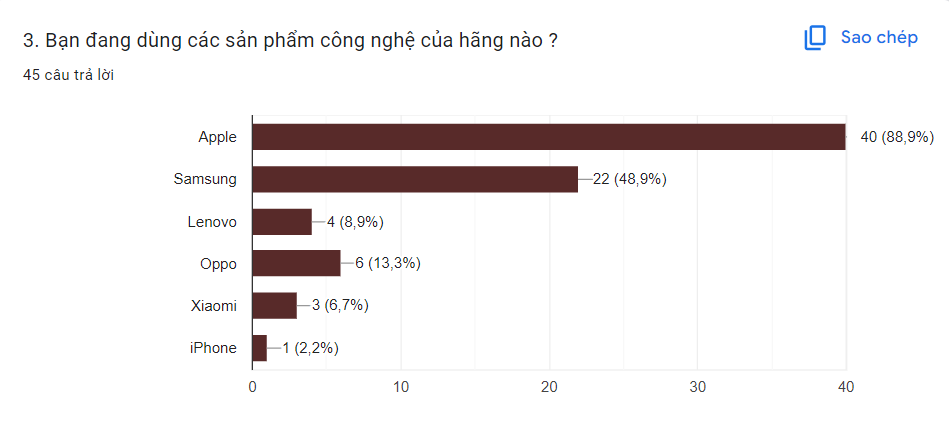 3. Bạn đang dùng các sản phẩm công nghệ của hãng nào ?
Sao chép
45 câu trả lời
Apple 40 (88,9%)
Samsung 22 (48,9%)
Lenovo 4 (8,9%)
Oppo 6 (13,3%)
Xiaomi 3 (6,7%)
iPhone 1 (2,2%)
0 10 20 30 40